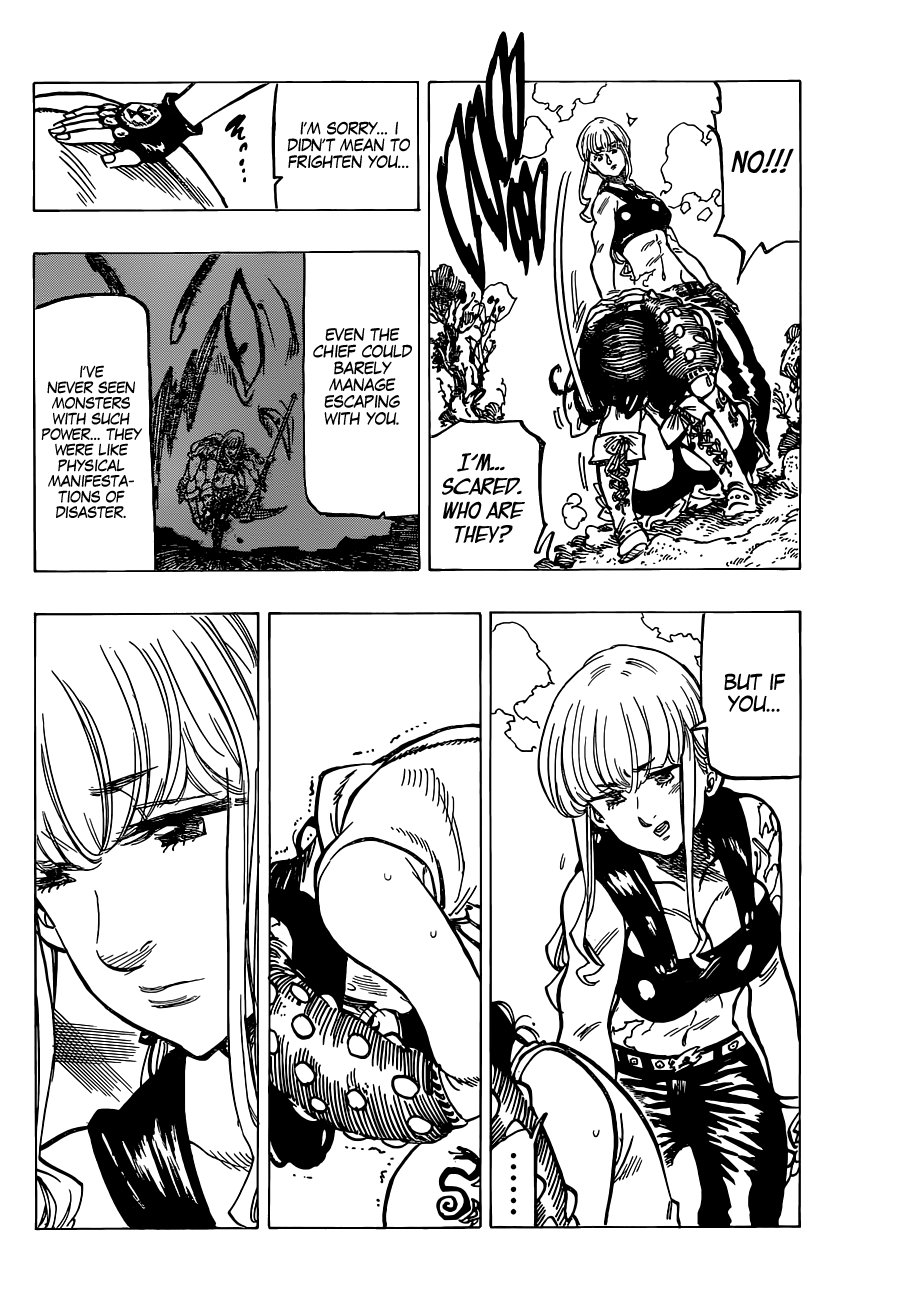 NO!!!
I'M...
SCARED.
WHO ARE
THEY?
I'M SORRY... I
DIDN'T MEAN TO
FRIGHTEN YOU...
EVEN THE
CHIEF COULD
BARELY
MANAGE
ESCAPING
WITH YOU.
I'VE
NEVER SEEN
MONSTERS
WITH SUCH
POWER... THEY
WERE LIKE
PHYSICAL
MANIFESTA-
TIONS OF
DISASTER.
BUT IF
YOU...
......